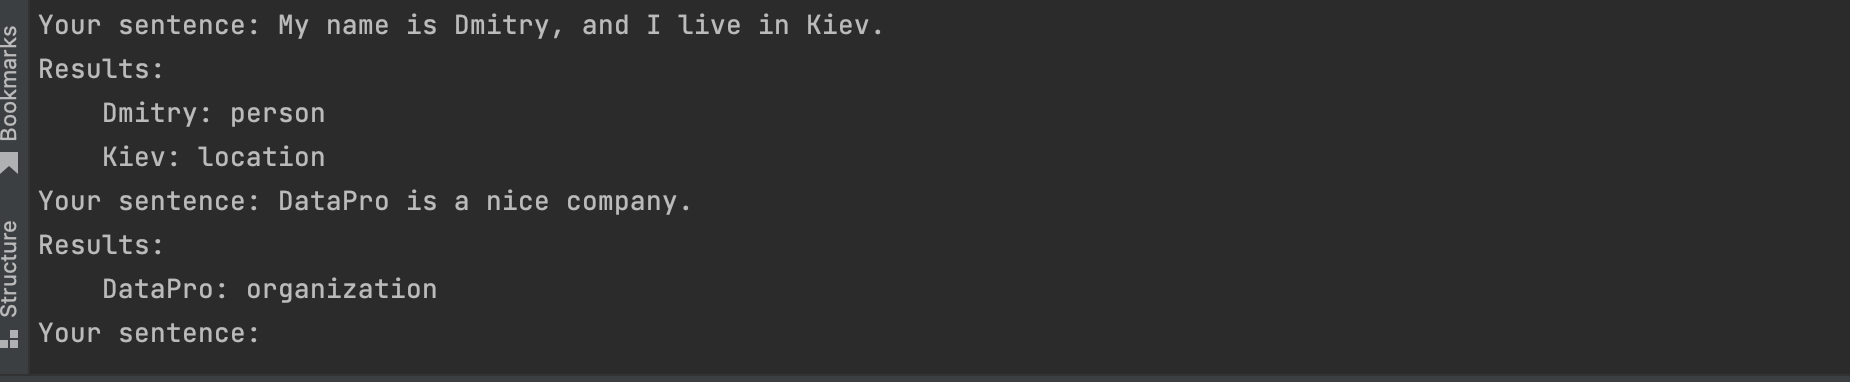 Your sentence: My name is Dmitry, and I live in Kiev.
Results:
    Dmitry: person
    Kiev: location
Your sentence: DataPro is a nice company.
Results:
    DataPro: organization
Your sentence:
Bookmarks
Structure